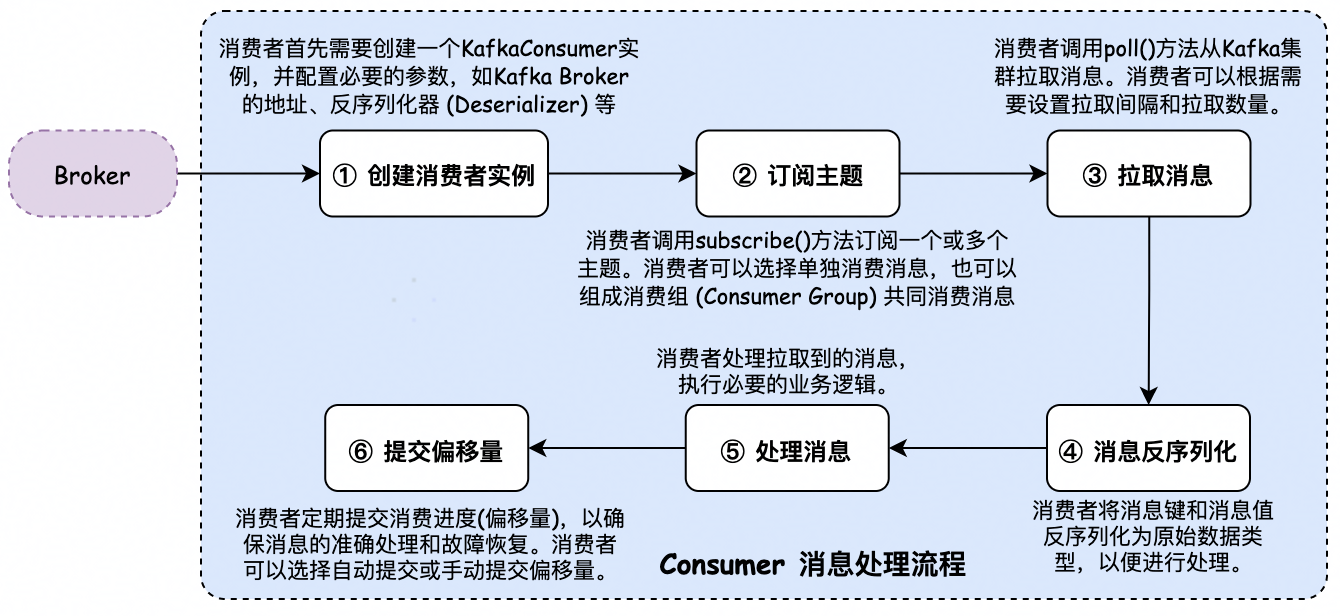 消费者首先需要创建一个KafkaConsumer实
例，并配置必要的参数，如Kafka Broker
的地址、反序列化器 (Deserializer) 等
消费者调用poll()方法从Kafka集
群拉取消息。消费者可以根据需
要设置拉取间隔和拉取数量。
Broker
① 创建消费者实例
② 订阅主题
③ 拉取消息
消费者调用subscribe()方法订阅一个或多个
主题。消费者可以选择单独消费消息，也可以
组成消费组 (Consumer Group) 共同消费消息
消费者处理拉取到的消息，
执行必要的业务逻辑。
⑥ 提交偏移量
⑤ 处理消息
④ 消息反序列化
消费者定期提交消费进度(偏移量)，以确
保消息的准确处理和故障恢复。消费者
可以选择自动提交或手动提交偏移量。
消费者将消息键和消息值
反序列化为原始数据类
型，以便进行处理。
Consumer 消息处理流程